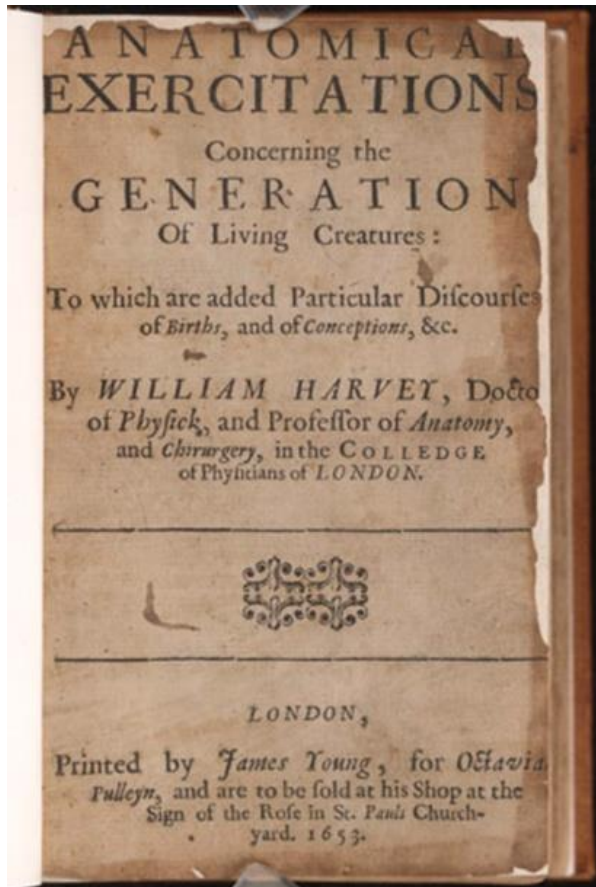 ANATOMICAL
EXERCITATIONS
Concerning the
GENERATION
Of Living Creatures:
To which are added Particular Diſcourſes
of Births, and of Conceptions, &c.
By WILLIAM HARVEY, Docto
of Phyſick, and Profeſſor of Anatomy,
and Chirurgery, in the COLLEDGE
of Phyſitians of LONDON.
LONDON,
Printed by James Young, for Octavia
Pulleyn, and are to be ſold at his Shop at the
Sign of the Roſe in St. Pauls Church-
yard. 1653.